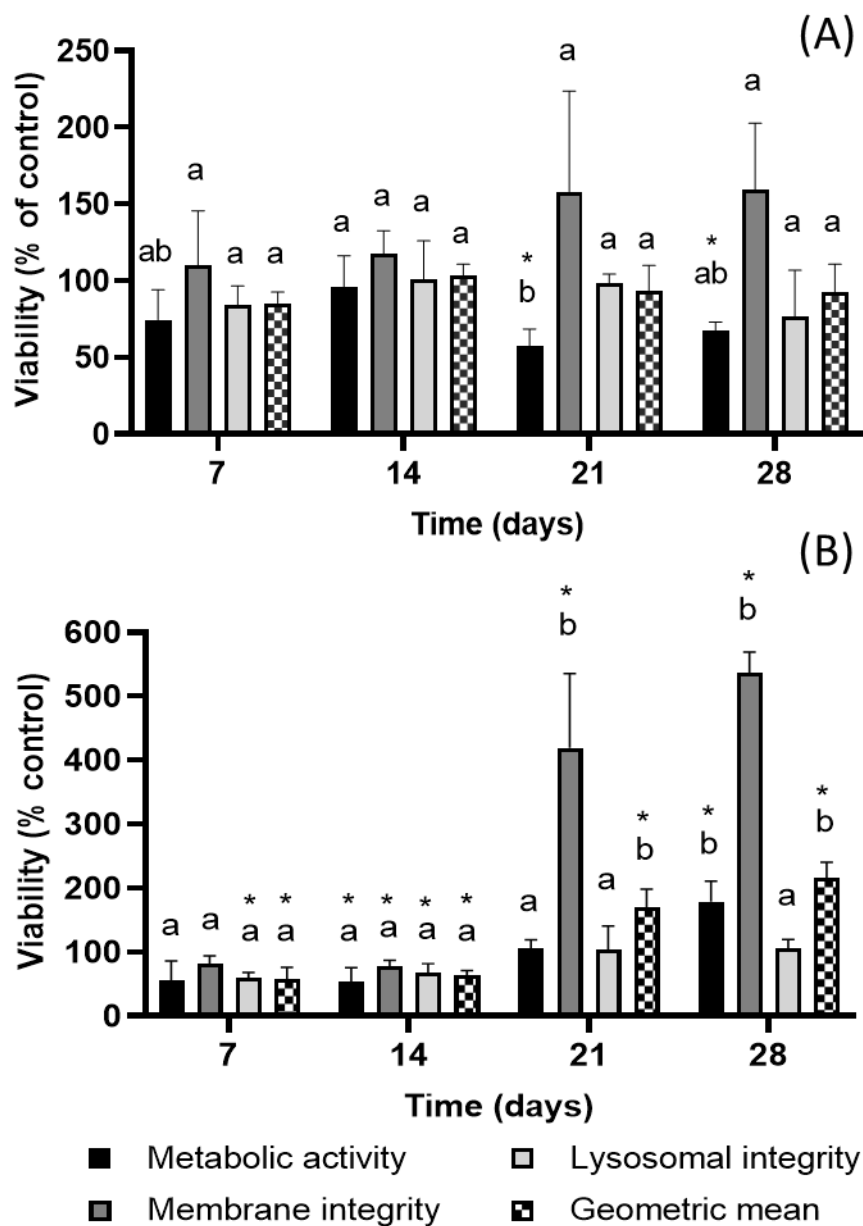 (A)
Viability (% of control)
250
200
150
100
50
0
ab
a
a
a
a
a
a
a
*
b
a
a
a
*
ab
a
a
a
7
14
21
28
Time (days)
(B)
Viability (% control)
600
500
400
300
200
100
0
a
a
*
a
*
a
*
a
*
a
*
a
*
a
a
*
b
a
*
b
*
b
*
b
a
*
b
7
14
21
28
Time (days)
Metabolic activity
Lysosomal integrity
Membrane integrity
Geometric mean